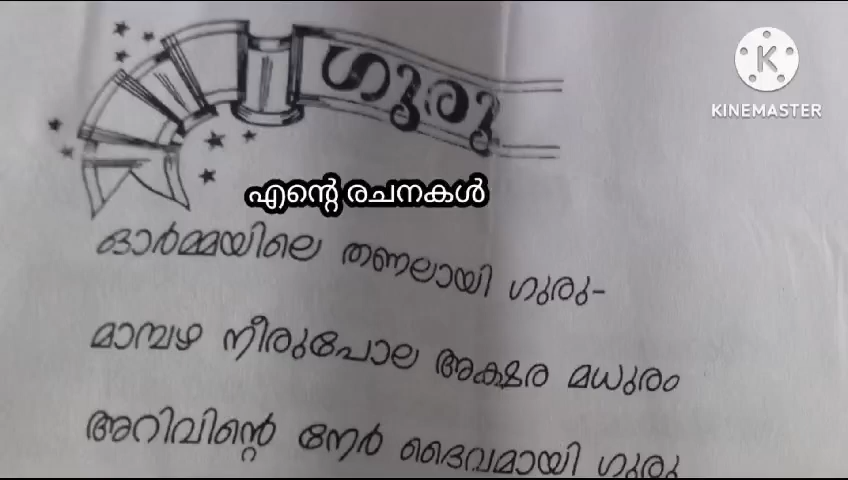 ഗുരു
KINEMASTER
എന്റെ രചനകൾ
ഓർമ്മയിലെ തണലായി ഗുരു-
മാമ്പഴ നീരുപോല അക്ഷര മധുരം
അറിവിന്റെ നേർ ദൈവമായി ഗുരു